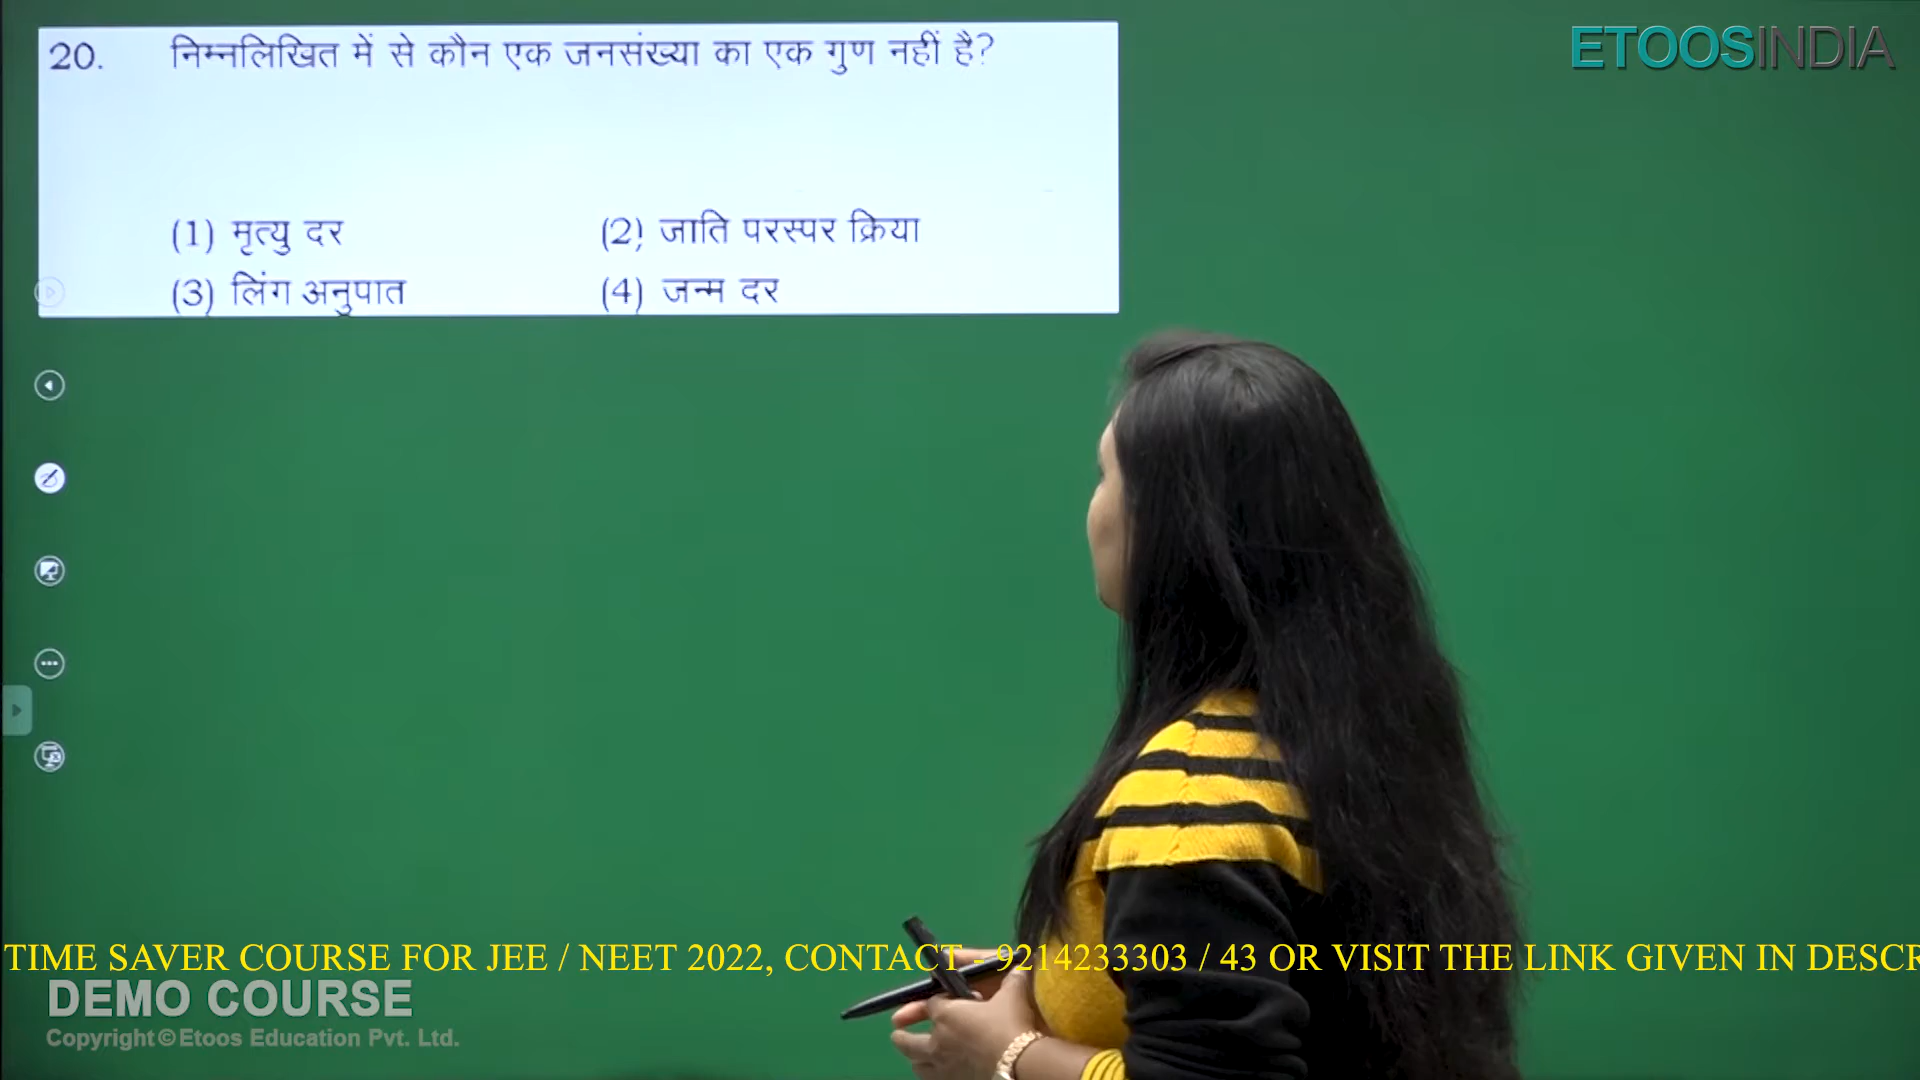 ETOOSINDIA
20. निम्नलिखित में से कौन एक जनसंख्या का एक गुण नहीं है?
(1) मृत्यु दर (2) जाति परस्पर क्रिया
(3) लिंग अनुपात (4) जन्म दर
TIME SAVER COURSE FOR JEE / NEET 2022, CONTACT - 9214233303 / 43 OR VISIT THE LINK GIVEN IN DESCR
DEMO COURSE
Copyright © Etoos Education Pvt. Ltd.